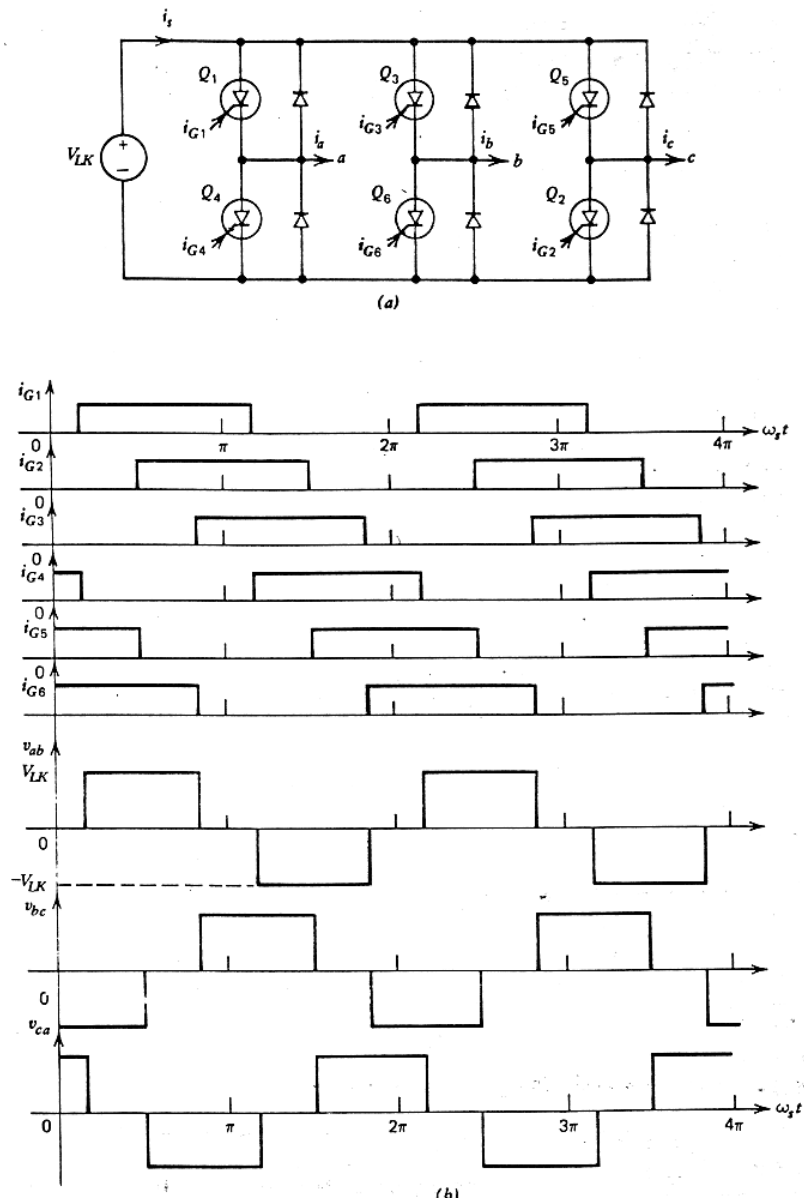 i_s
Q_1
Q_3
Q_5
i_G1
i_G3
i_G5
i_a
i_b
i_c
V_LK
+
−
a
b
c
Q_4
Q_6
Q_2
i_G4
i_G6
i_G2
(a)
i_G1
0 π 2π 3π 4π ω_s t
i_G2
0
i_G3
0
i_G4
0
i_G5
0
i_G6
v_ab
V_LK
0
−V_LK
v_bc
0
v_ca
0 π 2π 3π 4π ω_s t
(b)